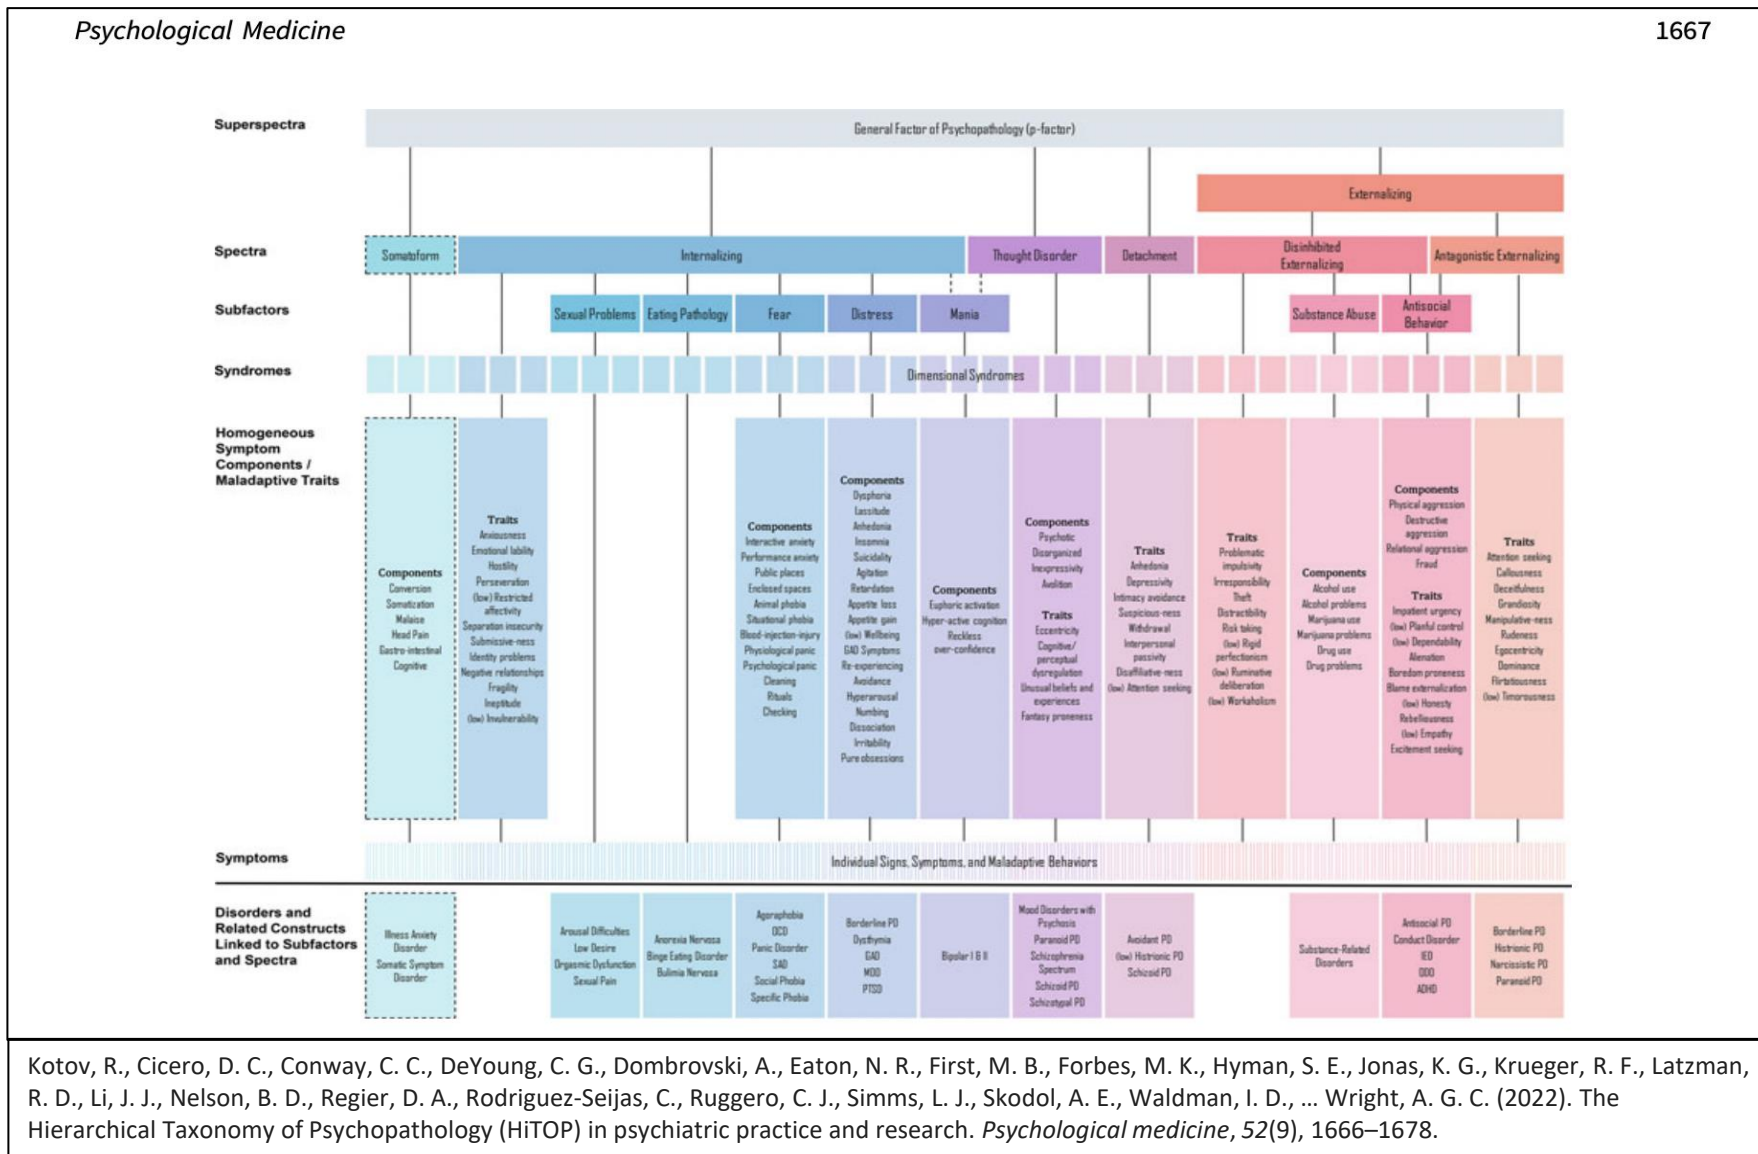 Psychological Medicine
1667
Superspectra
General Factor of Psychopathology (p-factor)
Externalizing
Spectra
Somatoform
Internalizing
Thought Disorder
Detachment
Disinhibited
Externalizing
Antagonistic Externalizing
Subfactors
Sexual Problems
Eating Pathology
Fear
Distress
Mania
Substance Abuse
Antisocial
Behavior
Syndromes
Dimensional Syndromes
Homogeneous
Symptom
Components /
Maladaptive Traits
Components
Conversion
Somatization
Malaise
Head Pain
Gastro-intestinal
Cognitive
Traits
Anxiousness
Emotional lability
Hostility
Perseveration
(low) Restricted
affectivity
Separation insecurity
Submissive-ness
Identity problems
Negative relationships
Fragility
Ineptitude
(low) Invulnerability
Components
Interactive anxiety
Performance anxiety
Public places
Enclosed spaces
Animal phobia
Situational phobia
Blood-injection-injury
Physiological panic
Psychological panic
Cleaning
Rituals
Checking
Components
Dysphoria
Lassitude
Anhedonia
Insomnia
Suicidality
Agitation
Retardation
Appetite loss
Appetite gain
(low) Wellbeing
GAD Symptoms
Re-experiencing
Avoidance
Hyperarousal
Numbing
Dissociation
Irritability
Pure obsessions
Components
Euphoric activation
Hyper-active cognition
Reckless
over-confidence
Components
Psychotic
Disorganized
Inexpressivity
Avolition
Traits
Eccentricity
Cognitive/
perceptual
dysregulation
Unusual beliefs and
experiences
Fantasy proneness
Traits
Anhedonia
Depressivity
Intimacy avoidance
Suspicious-ness
Withdrawal
Interpersonal
passivity
Disaffiliative-ness
(low) Attention seeking
Traits
Problematic
impulsivity
Irresponsibility
Theft
Distractibility
Risk taking
(low) Rigid
perfectionism
(low) Ruminative
deliberation
(low) Workaholism
Components
Alcohol use
Alcohol problems
Marijuana use
Marijuana problems
Drug use
Drug problems
Components
Physical aggression
Destructive
aggression
Relational aggression
Fraud
Traits
Impatient urgency
(low) Planful control
(low) Dependability
Alienation
Boredom proneness
Blame externalization
(low) Honesty
Rebelliousness
(low) Empathy
Excitement seeking
Traits
Attention seeking
Callousness
Deceitfulness
Grandiosity
Manipulative-ness
Rudeness
Egocentricity
Dominance
Flirtatiousness
(low) Timorousness
Symptoms
Individual Signs, Symptoms, and Maladaptive Behaviors
Disorders and
Related Constructs
Linked to Subfactors
and Spectra
Illness Anxiety
Disorder
Somatic Symptom
Disorder
Arousal Difficulties
Low Desire
Orgasmic Dysfunction
Sexual Pain
Anorexia Nervosa
Binge Eating Disorder
Bulimia Nervosa
Agoraphobia
OCD
Panic Disorder
SAD
Social Phobia
Specific Phobia
Borderline PD
Dysthymia
GAD
MDD
PTSD
Bipolar I & II
Mood Disorders with
Psychosis
Paranoid PD
Schizophrenia
Spectrum
Schizoid PD
Schizotypal PD
Avoidant PD
(low) Histrionic PD
Schizoid PD
Substance-Related
Disorders
Antisocial PD
Conduct Disorder
IED
ODD
ADHD
Borderline PD
Histrionic PD
Narcissistic PD
Paranoid PD
Kotov, R., Cicero, D. C., Conway, C. C., DeYoung, C. G., Dombrovski, A., Eaton, N. R., First, M. B., Forbes, M. K., Hyman, S. E., Jonas, K. G., Krueger, R. F., Latzman,
R. D., Li, J. J., Nelson, B. D., Regier, D. A., Rodriguez-Seijas, C., Ruggero, C. J., Simms, L. J., Skodol, A. E., Waldman, I. D., ... Wright, A. G. C. (2022). The
Hierarchical Taxonomy of Psychopathology (HiTOP) in psychiatric practice and research. Psychological medicine, 52(9), 1666–1678.